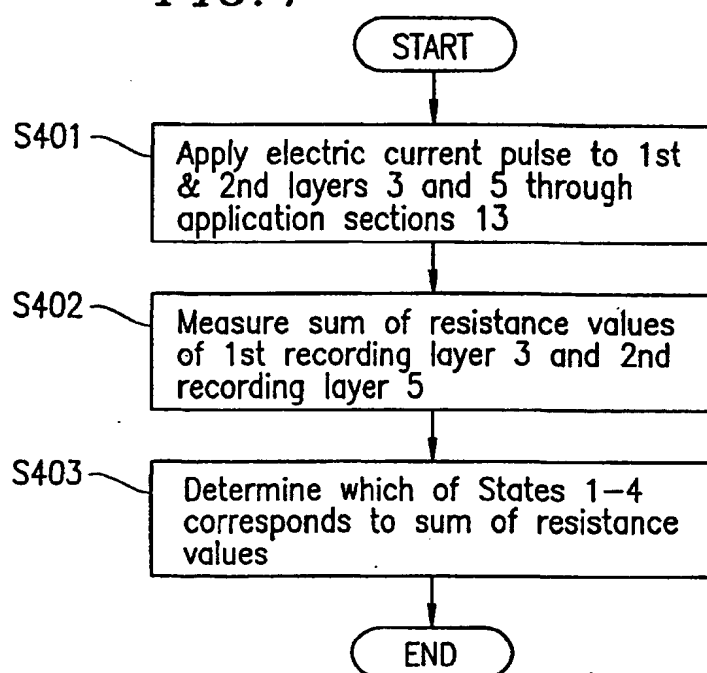 START
S401
Apply electric current pulse to 1st
& 2nd layers 3 and 5 through
application sections 13
S402
Measure sum of resistance values
of 1st recording layer 3 and 2nd
recording layer 5
S403
Determine which of States 1-4
corresponds to sum of resistance
values
END